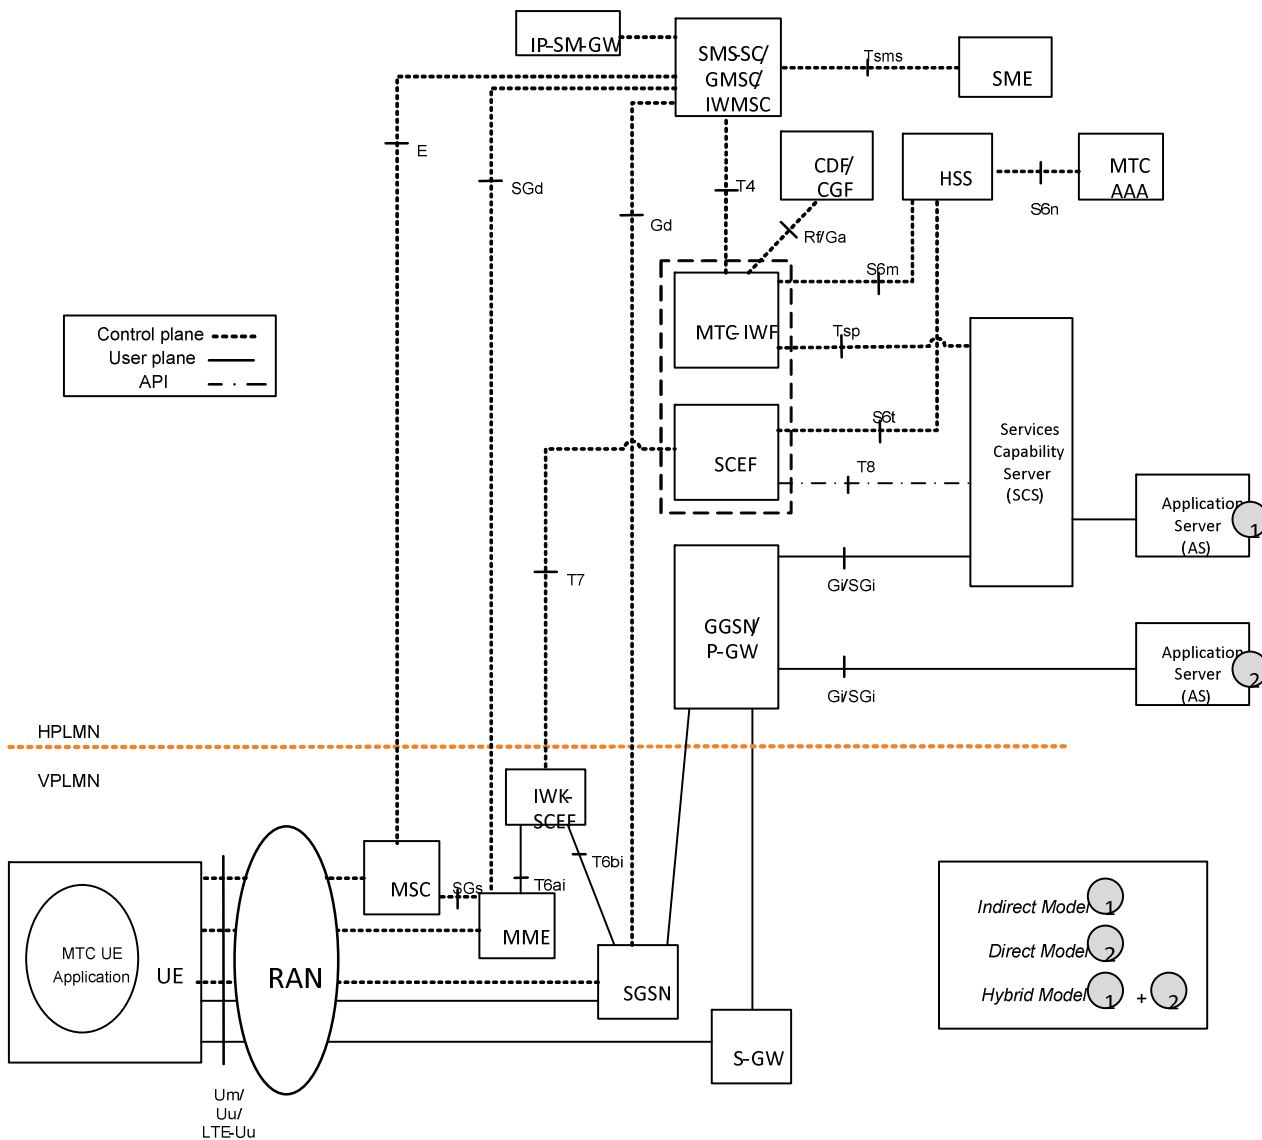 IP-SM-GW
SMS-SC/
GMSC/
IWMSC
Tsms
SME
E
SGd
Gd
T4
CDF/
CGF
Rf/Ga
HSS
S6n
MTC
AAA
S6m
MTC-IWF
Tsp
Control plane
User plane
API
S6t
SCEF
T8
Services
Capability
Server
(SCS)
Application
Server
(AS)
1
T7
Gi/SGi
GGSN/
P-GW
Application
Server
(AS)
2
Gi/SGi
HPLMN
VPLMN
IWK-
SCEF
T6bi
T6ai
MSC
SGs
MME
MTC UE
Application
UE
RAN
SGSN
S-GW
Um/
Uu/
LTE-Uu
Indirect Model 1
Direct Model 2
Hybrid Model 1 + 2